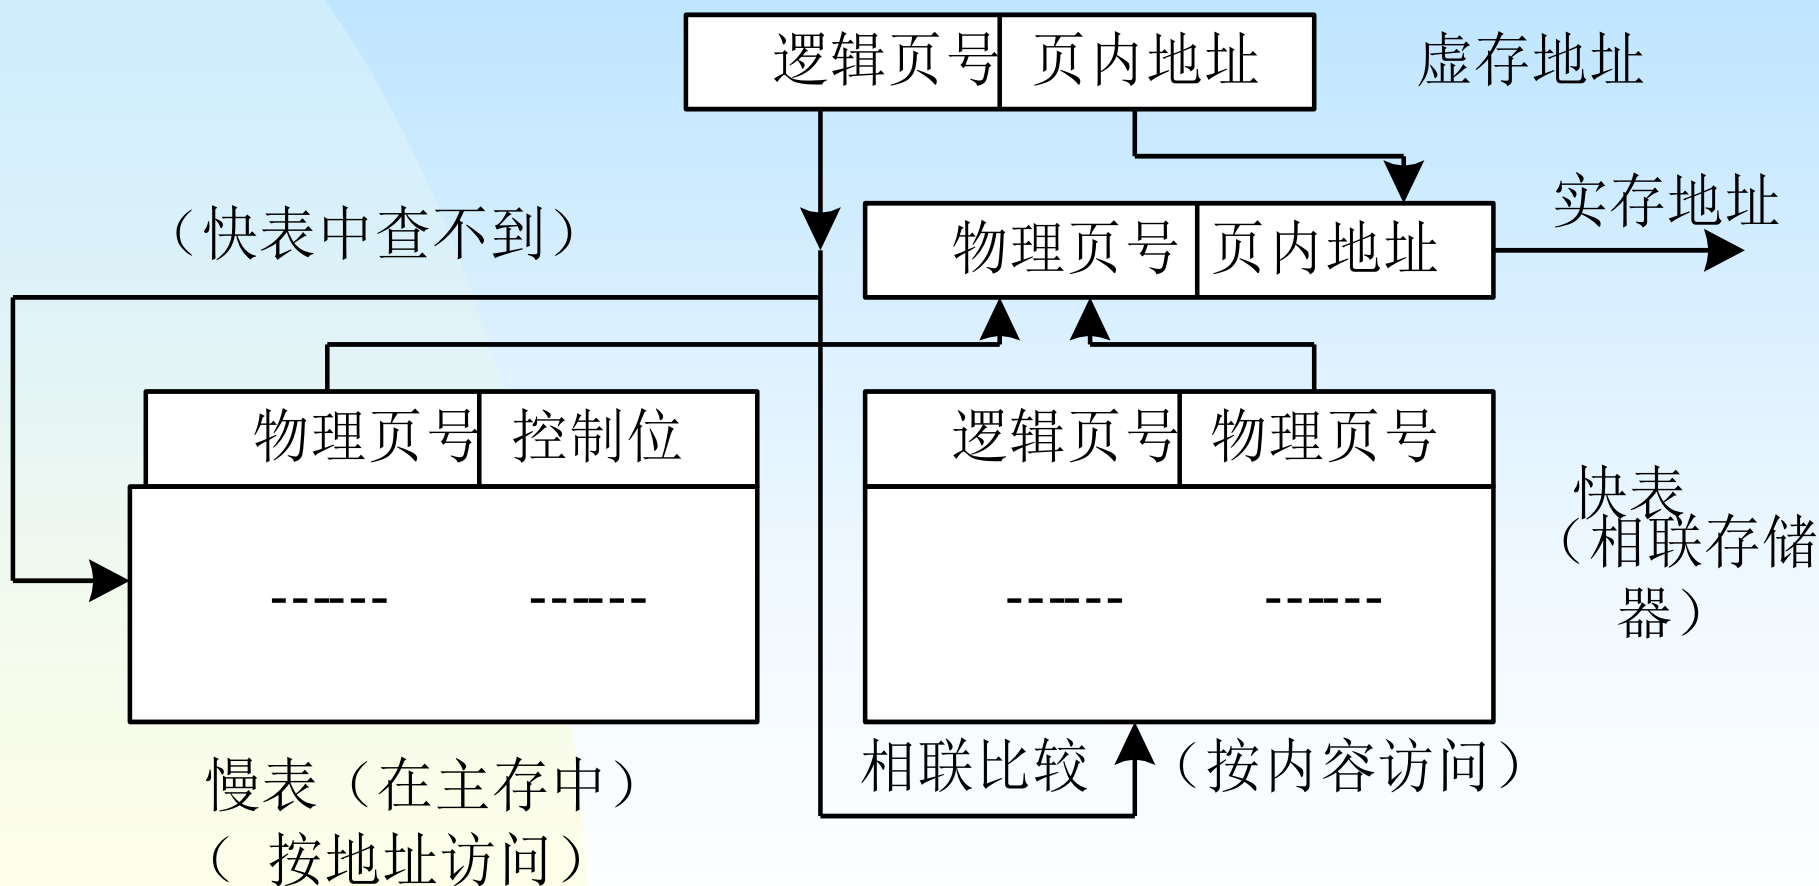 逻辑页号 页内地址 虚存地址
实存地址
（快表中查不到）
物理页号 页内地址
物理页号 控制位
逻辑页号 物理页号
快表
（相联存储
器）
------ ------
------ ------
相联比较 （按内容访问）
慢表（在主存中）
（ 按地址访问）